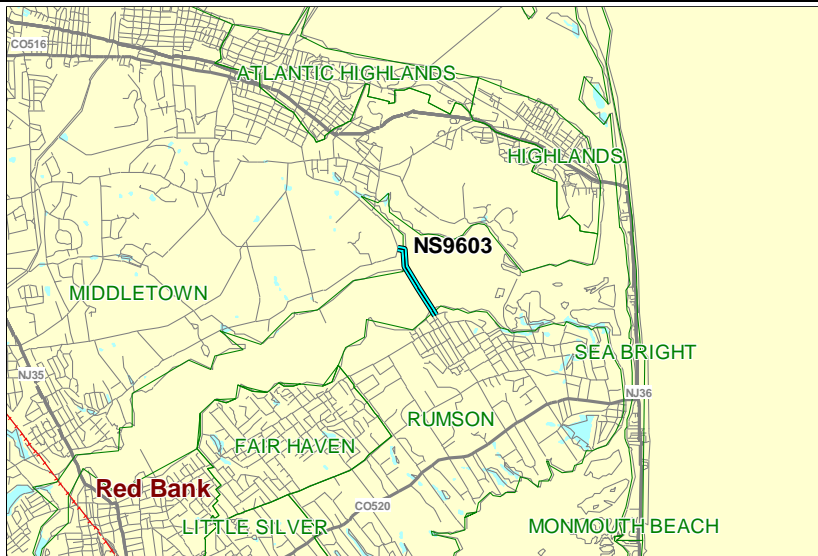 CO516
ATLANTIC HIGHLANDS
HIGHLANDS
NS9603
MIDDLETOWN
SEA BRIGHT
NJ35
NJ36
RUMSON
FAIR HAVEN
Red Bank
CO520
LITTLE SILVER
MONMOUTH BEACH